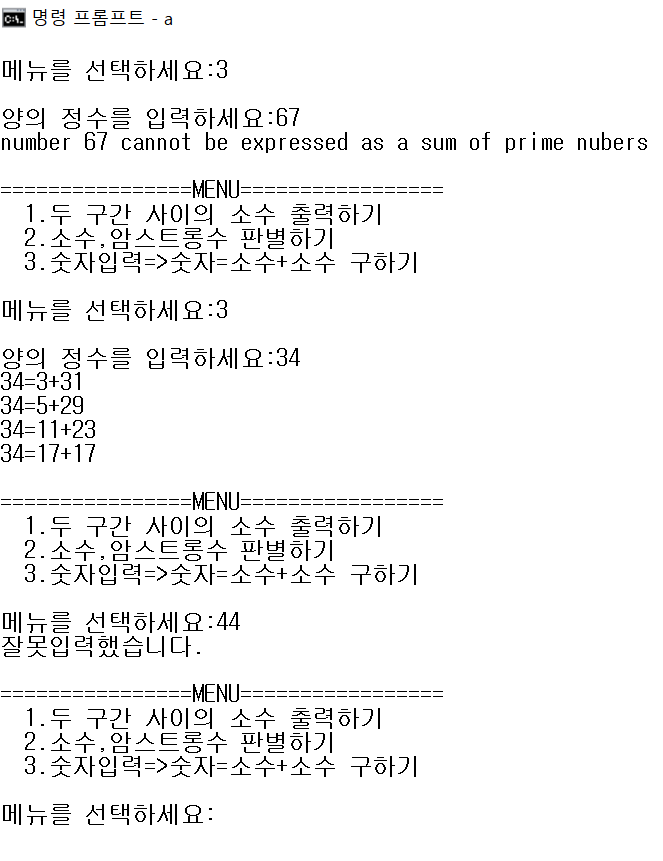 명령 프롬프트 - a
메뉴를 선택하세요:3
양의 정수를 입력하세요:67
number 67 cannot be expressed as a sum of prime nubers
================MENU=================
1.두 구간 사이의 소수 출력하기
2.소수,암스트롱수 판별하기
3.숫자입력=>숫자=소수+소수 구하기
메뉴를 선택하세요:3
양의 정수를 입력하세요:34
34=3+31
34=5+29
34=11+23
34=17+17
================MENU=================
1.두 구간 사이의 소수 출력하기
2.소수,암스트롱수 판별하기
3.숫자입력=>숫자=소수+소수 구하기
메뉴를 선택하세요:44
잘못입력했습니다.
================MENU=================
1.두 구간 사이의 소수 출력하기
2.소수,암스트롱수 판별하기
3.숫자입력=>숫자=소수+소수 구하기
메뉴를 선택하세요: